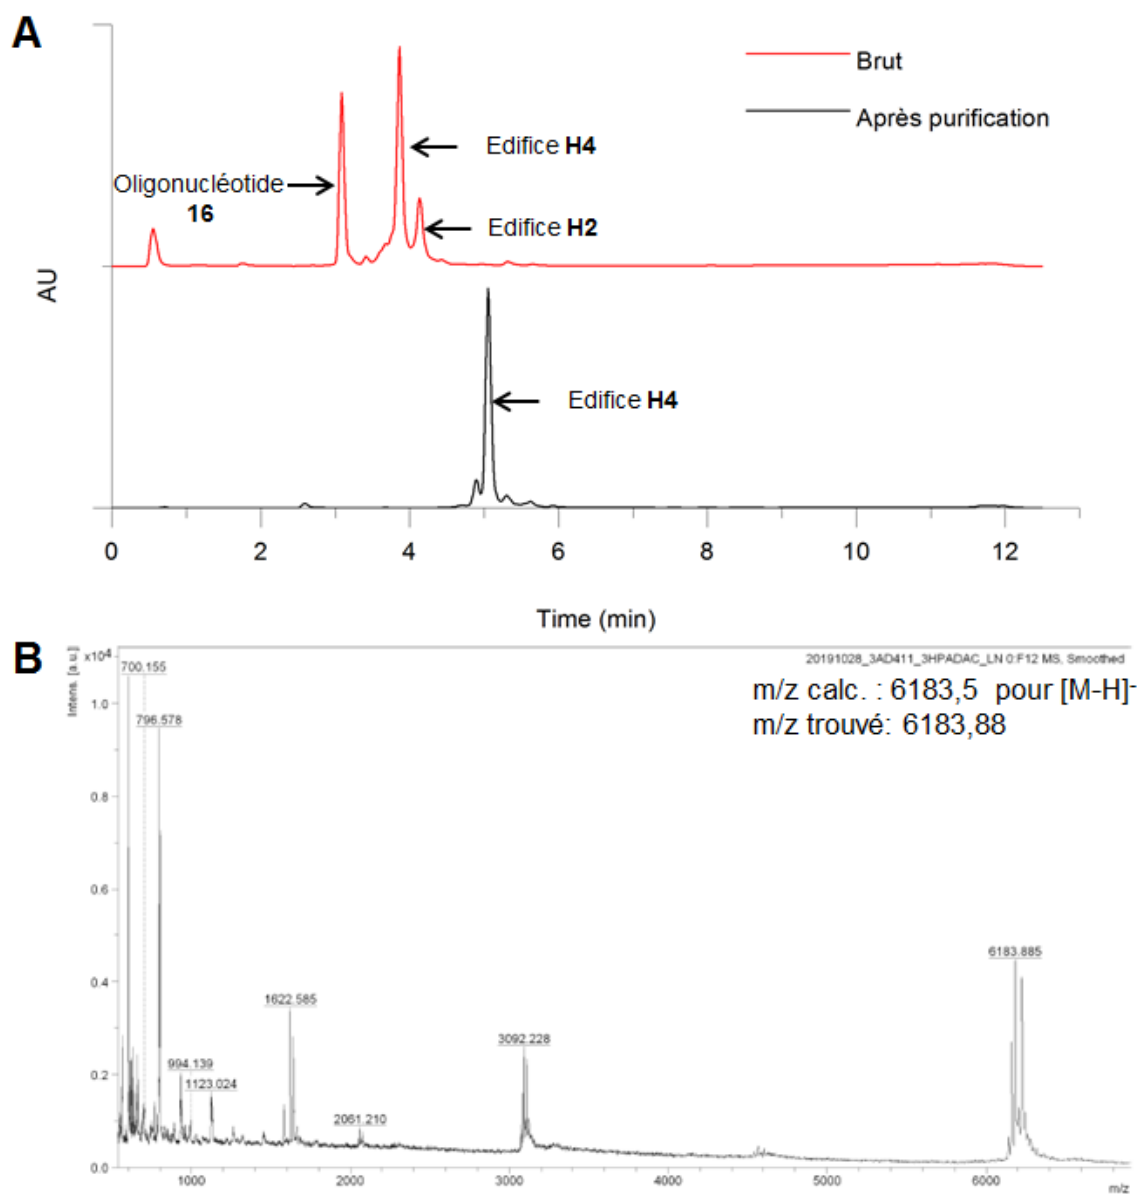 A
Brut
Après purification
Edifice H4
Oligonucléotide
16
Edifice H2
AU
Edifice H4
0 2 4 6 8 10 12
Time (min)
B
Intens. [a.u.]
x10⁴
700.155
20191028_3AD411_3HPADAC_LN 0:F12 MS, Smoothed
m/z calc. : 6183,5 pour [M-H]⁻
m/z trouvé: 6183,88
796.578
1.0
0.8
0.6
0.4
0.2
0.0
6183.885
1622.585
3092.228
994.139
1123.024
2061.210
1000 2000 3000 4000 5000 6000
m/z